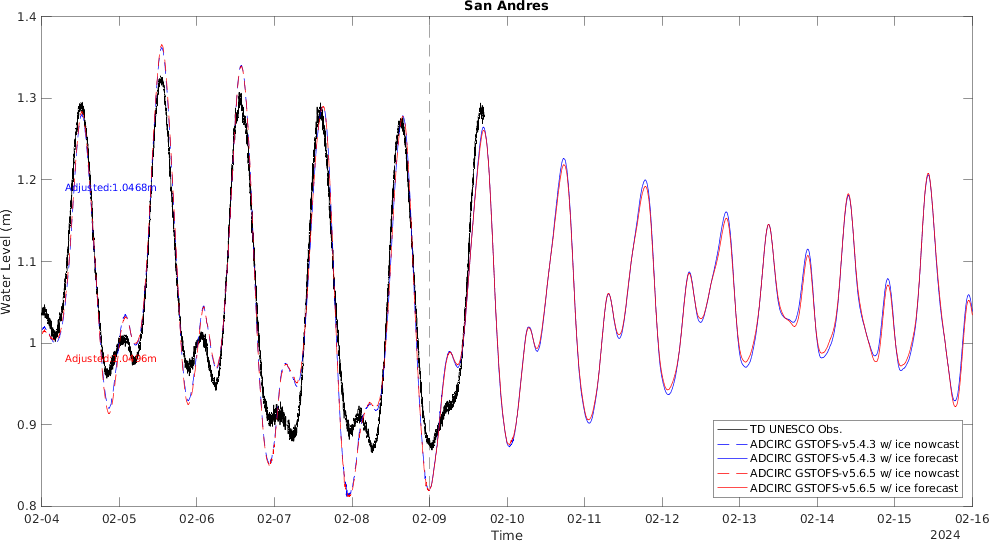 San Andres
Water Level (m)
1.4
1.3
1.2
1.1
1
0.9
0.8
Adjusted:1.0468m
TD UNESCO Obs.
ADCIRC GSTOFS-v5.4.3 w/ ice nowcast
ADCIRC GSTOFS-v5.4.3 w/ ice forecast
ADCIRC GSTOFS-v5.6.5 w/ ice nowcast
ADCIRC GSTOFS-v5.6.5 w/ ice forecast
02-04 02-05 02-06 02-07 02-08 02-09 02-10 02-11 02-12 02-13 02-14 02-15 02-16
Time
2024